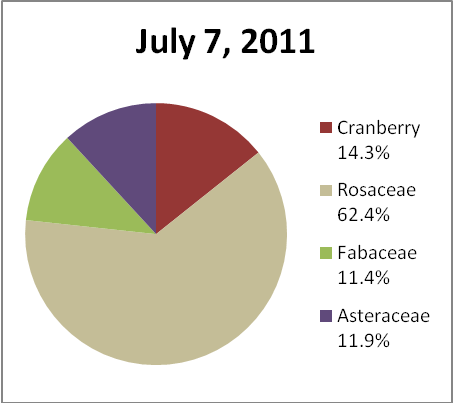 July 7, 2011
Cranberry
14.3%
Rosaceae
62.4%
Fabaceae
11.4%
Asteraceae
11.9%